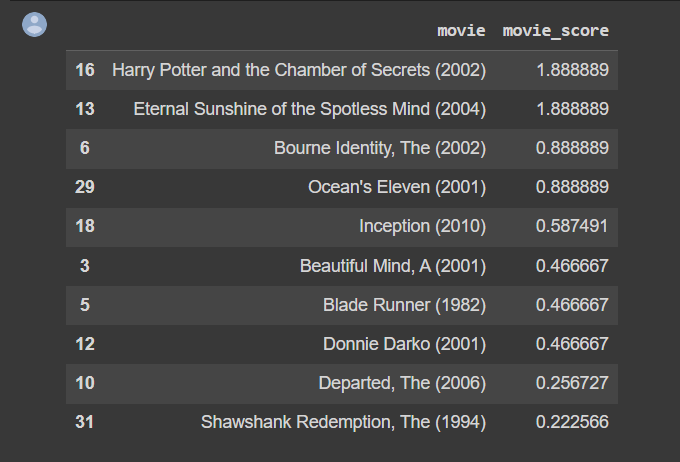 movie movie_score
16 Harry Potter and the Chamber of Secrets (2002) 1.888889
13 Eternal Sunshine of the Spotless Mind (2004) 1.888889
6 Bourne Identity, The (2002) 0.888889
29 Ocean's Eleven (2001) 0.888889
18 Inception (2010) 0.587491
3 Beautiful Mind, A (2001) 0.466667
5 Blade Runner (1982) 0.466667
12 Donnie Darko (2001) 0.466667
10 Departed, The (2006) 0.256727
31 Shawshank Redemption, The (1994) 0.222566